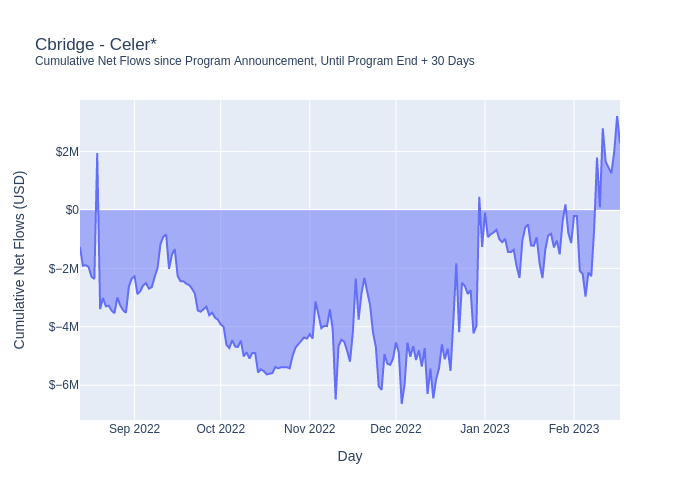 Cbridge - Celer*
Cumulative Net Flows since Program Announcement, Until Program End + 30 Days
Cumulative Net Flows (USD)
$2M
$0
$−2M
$−4M
$−6M
Sep 2022
Oct 2022
Nov 2022
Dec 2022
Jan 2023
Feb 2023
Day